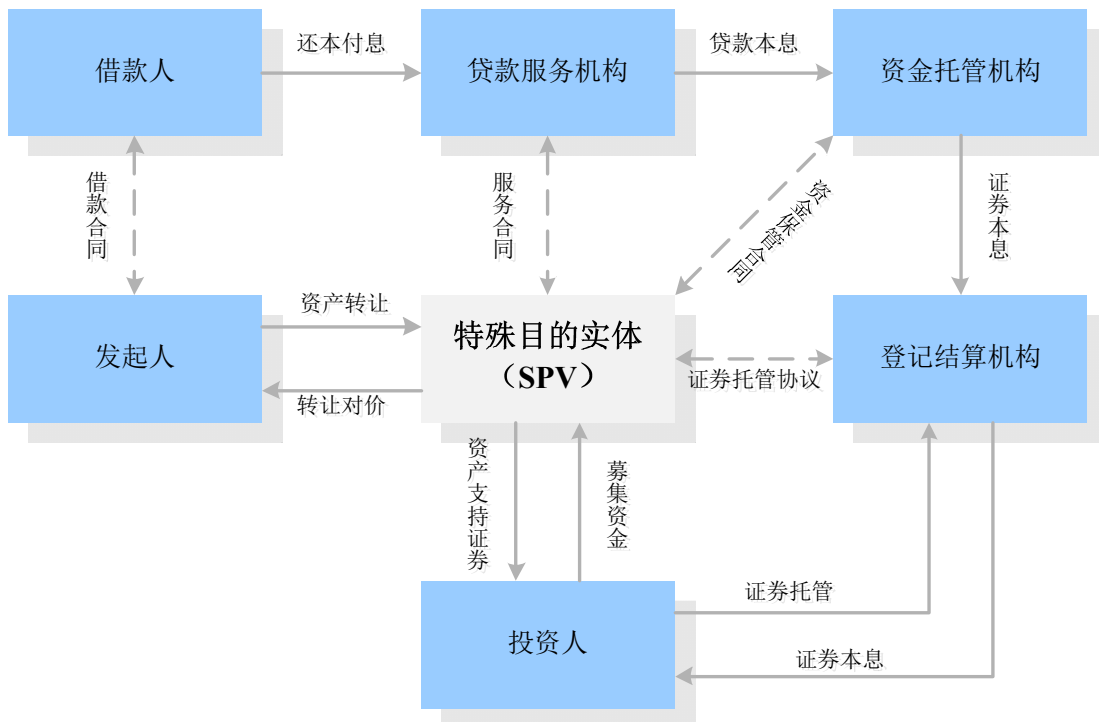 借款人
还本付息
贷款服务机构
贷款本息
资金托管机构
借款合同
服务合同
资金保管合同
证券本息
发起人
资产转让
转让对价
特殊目的实体
（SPV）
证券托管协议
登记结算机构
资产支持证券
募集资金
投资人
证券托管
证券本息